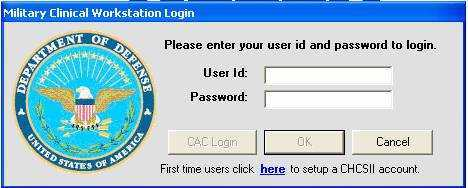 Military Clinical Workstation Login
Please enter your user id and password to login.
DEPARTMENT OF DEFENSE
UNITED STATES OF AMERICA
User Id:
Password:
CAC Login
OK
Cancel
First time users click here to setup a CHCSII account.